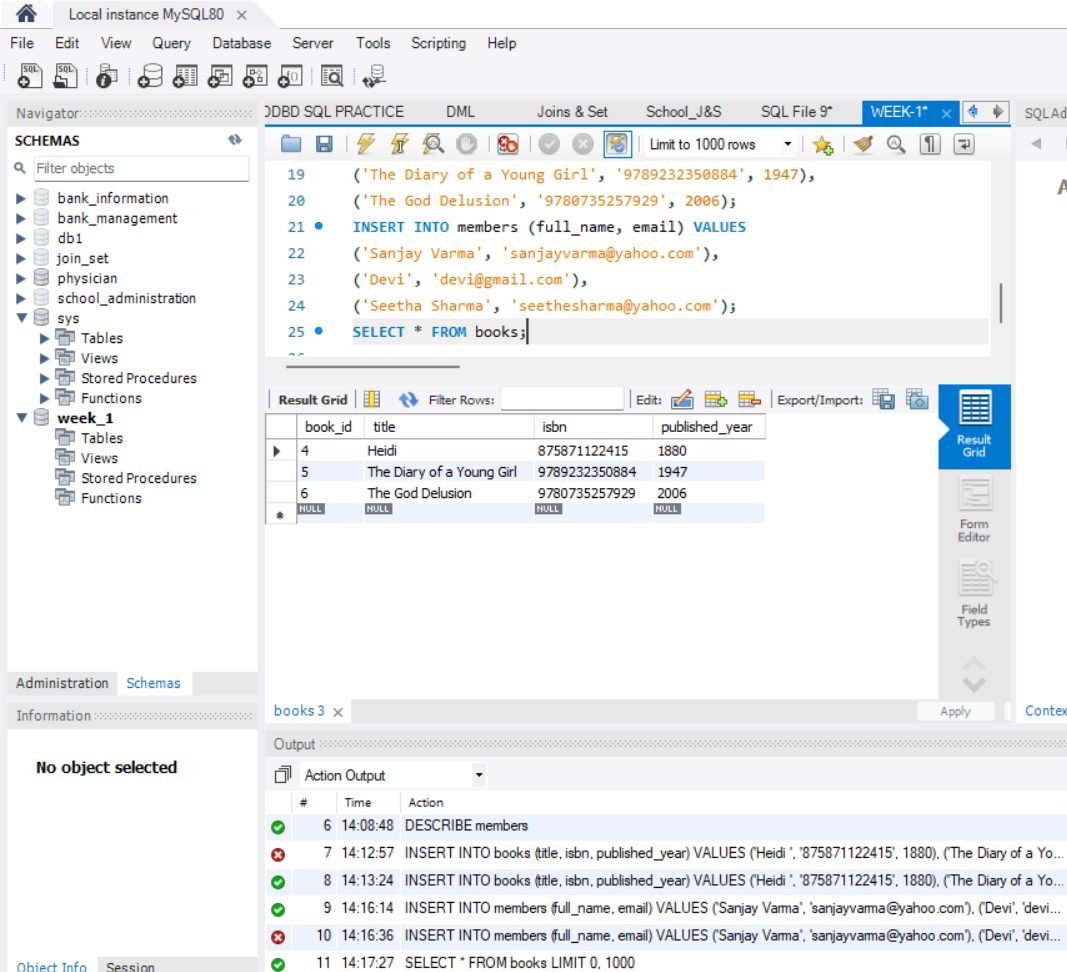 Local instance MySQL80
File Edit View Query Database Server Tools Scripting Help
Navigator
SCHEMAS
Filter objects
bank_information
bank_management
db1
join_set
physician
school_administration
sys
Tables
Views
Stored Procedures
Functions
week_1
Tables
Views
Stored Procedures
Functions
Administration Schemas
Information
No object selected
Object Info Session
DDBD SQL PRACTICE DML Joins & Set School_J&S SQL File 9* WEEK-1* SQLAd
Limit to 1000 rows
19 ('The Diary of a Young Girl', '9789232350884', 1947),
20 ('The God Delusion', '9780735257929', 2006);
21 INSERT INTO members (full_name, email) VALUES
22 ('Sanjay Varma', 'sanjayvarma@yahoo.com'),
23 ('Devi', 'devi@gmail.com'),
24 ('Seetha Sharma', 'seethesharma@yahoo.com');
25 SELECT * FROM books;
Result Grid Filter Rows: Edit: Export/Import:
book_id title isbn published_year
4 Heidi 875871122415 1880
5 The Diary of a Young Girl 9789232350884 1947
6 The God Delusion 9780735257929 2006
NULL NULL NULL NULL
Result
Grid
Form
Editor
Field
Types
books 3 Apply Contex
Output
Action Output
# Time Action
6 14:08:48 DESCRIBE members
7 14:12:57 INSERT INTO books (title, isbn, published_year) VALUES ('Heidi ', '875871122415', 1880), ('The Diary of a Yo...
8 14:13:24 INSERT INTO books (title, isbn, published_year) VALUES ('Heidi ', '875871122415', 1880), ('The Diary of a Yo...
9 14:16:14 INSERT INTO members (full_name, email) VALUES ('Sanjay Varma', 'sanjayvarma@yahoo.com'), ('Devi', 'devi...
10 14:16:36 INSERT INTO members (full_name, email) VALUES ('Sanjay Varma', 'sanjayvarma@yahoo.com'), ('Devi', 'devi...
11 14:17:27 SELECT * FROM books LIMIT 0, 1000